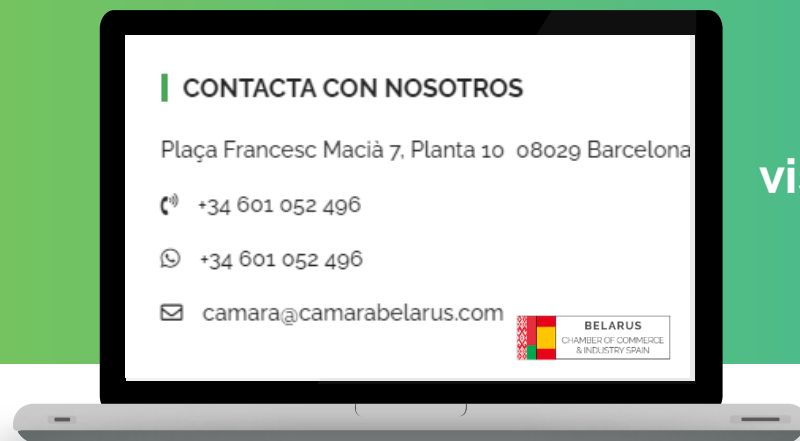 CONTACTA CON NOSOTROS
Plaça Francesc Macià 7, Planta 10 08029 Barcelona
+34 601 052 496
+34 601 052 496
camara@camarabelarus.com
BELARUS
CHAMBER OF COMMERCE
& INDUSTRY SPAIN